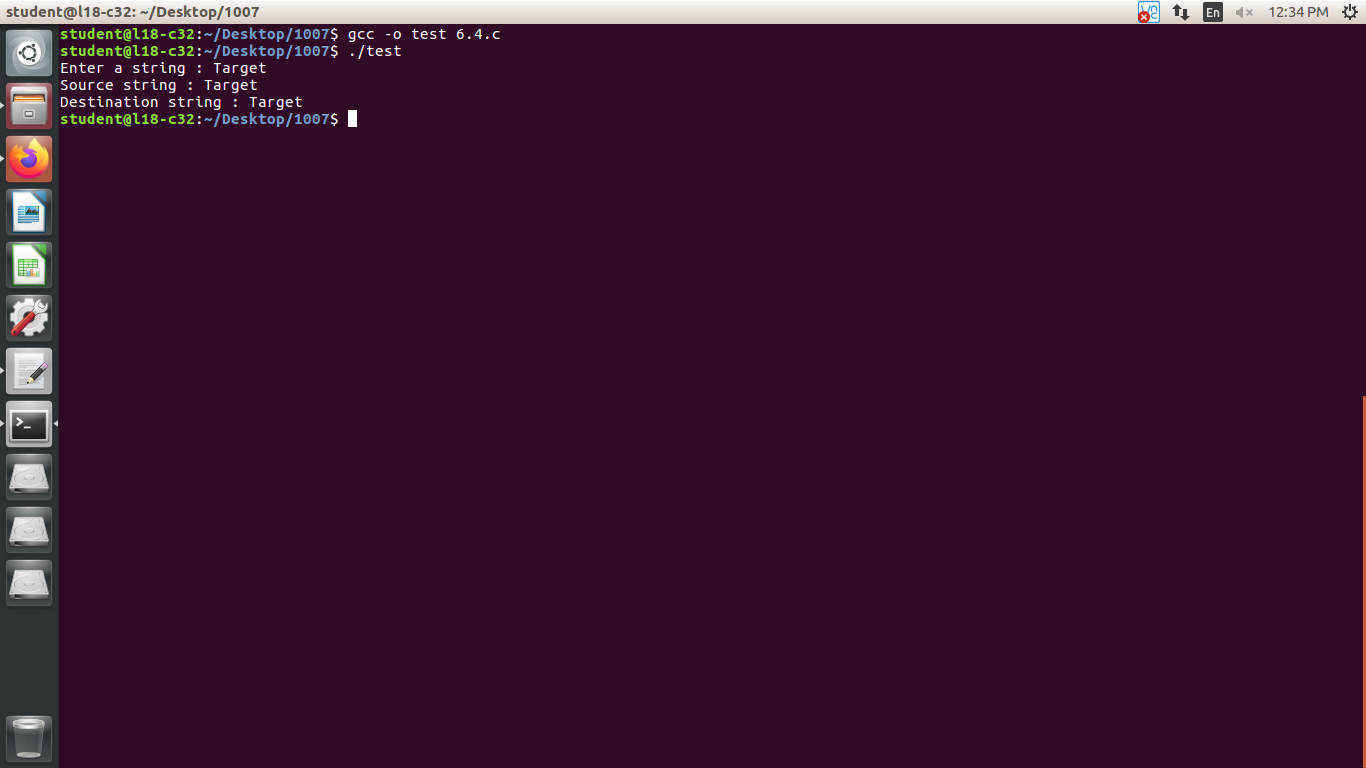 student@l18-c32: ~/Desktop/1007
En
12:34 PM
student@l18-c32:~/Desktop/1007$ gcc -o test 6.4.c
student@l18-c32:~/Desktop/1007$ ./test
Enter a string : Target
Source string : Target
Destination string : Target
student@l18-c32:~/Desktop/1007$